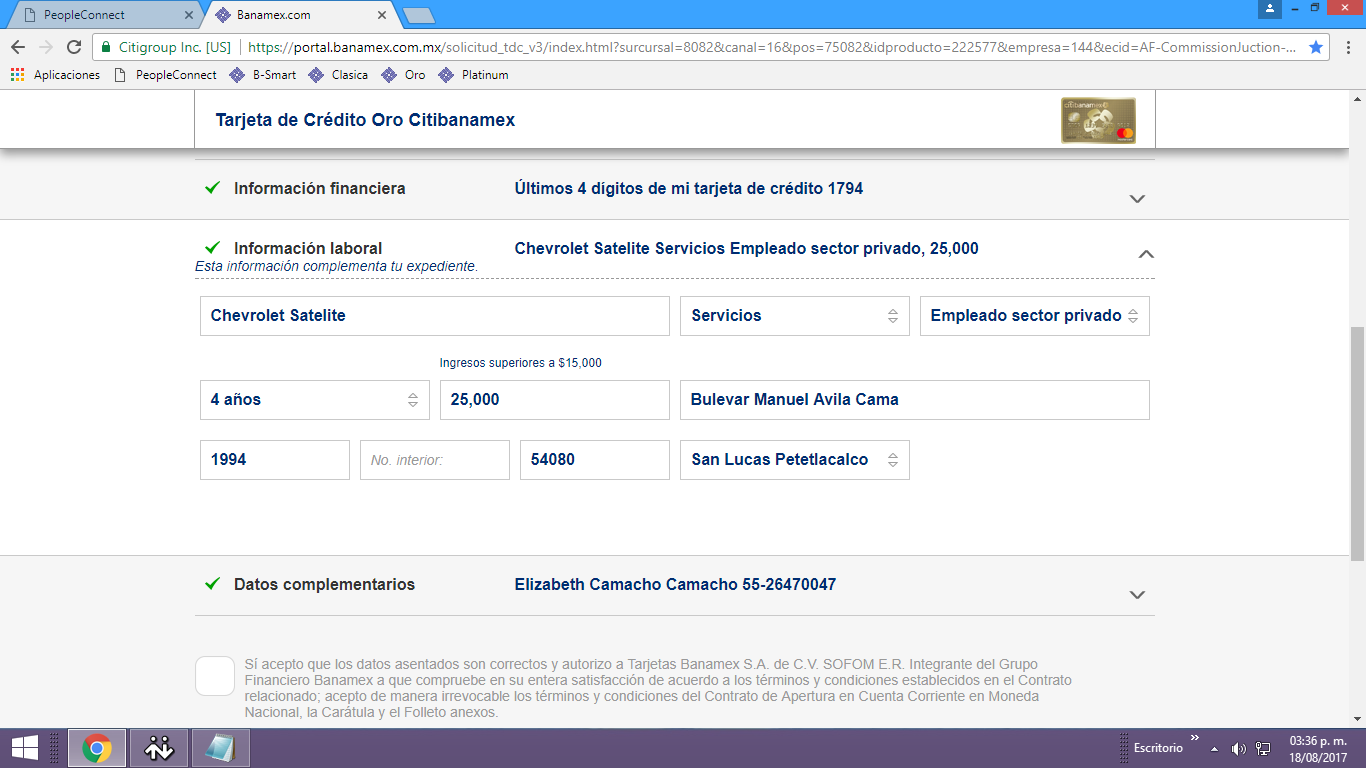 PeopleConnect
Banamex.com
Citigroup Inc. [US]
https://portal.banamex.com.mx/solicitud_tdc_v3/index.html?surcursal=8082&canal=16&pos=75082&idproducto=222577&empresa=144&ecid=AF-CommissionJuction-...
Aplicaciones PeopleConnect B-Smart Clasica Oro Platinum
Tarjeta de Crédito Oro Citibanamex
citibanamex
Información financiera Últimos 4 dígitos de mi tarjeta de crédito 1794
Información laboral Chevrolet Satelite Servicios Empleado sector privado, 25,000
Esta información complementa tu expediente.
Chevrolet Satelite Servicios Empleado sector privado
Ingresos superiores a $15,000
4 años 25,000 Bulevar Manuel Avila Cama
1994 No. interior: 54080 San Lucas Petetlacalco
Datos complementarios Elizabeth Camacho Camacho 55-26470047
Sí acepto que los datos asentados son correctos y autorizo a Tarjetas Banamex S.A. de C.V. SOFOM E.R. Integrante del Grupo
Financiero Banamex a que compruebe en su entera satisfacción de acuerdo a los términos y condiciones establecidos en el Contrato
relacionado; acepto de manera irrevocable los términos y condiciones del Contrato de Apertura en Cuenta Corriente en Moneda
Nacional, la Carátula y el Folleto anexos.
Escritorio
03:36 p. m.
18/08/2017